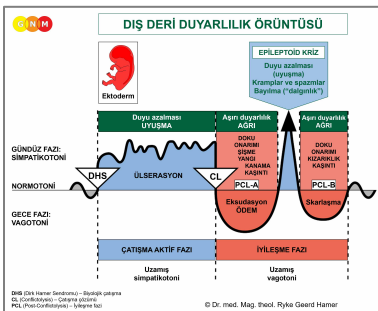 GNM
DIŞ DERİ DUYARLILIK ÖRÜNTÜSÜ
EPİLEPTOİD KRİZ
Duyu azalması
(uyuşma)
Kramplar ve spazmlar
Bayılma ("dalgınlık")
Ektoderm
Duyu azalması
UYUŞMA
Aşırı duyarlılık
AĞRI
Aşırı duyarlılık
AĞRI
DOKU
ONARIMI
ŞİŞME
YANGI
KANAMA
KAŞINTI
DOKU
ONARIMI
KIZARIKLIK
KAŞINTI
GÜNDÜZ FAZI:
SİMPATİKOTONİ
DHS
ÜLSERASYON
CL
PCL-A
PCL-B
NORMOTONİ
Eksudasyon
ÖDEM
Skarlaşma
GECE FAZI:
VAGOTONİ
ÇATIŞMA AKTİF FAZI
İYİLEŞME FAZI
Uzamış
simpatikotoni
Uzamış
vagotoni
DHS (Dirk Hamer Sendromu) – Biyolojik çatışma
CL (Conflictolysis) – Çatışma çözümü
PCL (Post-Conflictolysis) – İyileşme fazı
© Dr. med. Mag. theol. Ryke Geerd Hamer